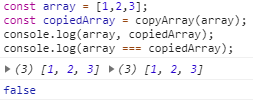 const array = [1,2,3];
const copiedArray = copyArray(array);
console.log(array, copiedArray);
console.log(array === copiedArray);
▸ (3) [1, 2, 3] ▸ (3) [1, 2, 3]
false